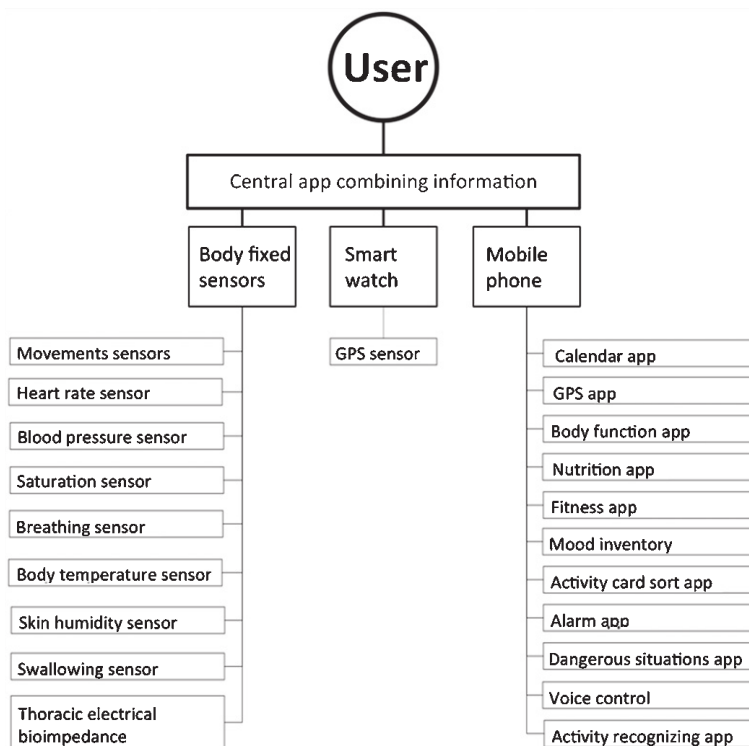 User
Central app combining information
Body fixed
sensors
Smart
watch
Mobile
phone
Movements sensors
Heart rate sensor
Blood pressure sensor
Saturation sensor
Breathing sensor
Body temperature sensor
Skin humidity sensor
Swallowing sensor
Thoracic electrical
bioimpedance
GPS sensor
Calendar app
GPS app
Body function app
Nutrition app
Fitness app
Mood inventory
Activity card sort app
Alarm app
Dangerous situations app
Voice control
Activity recognizing app